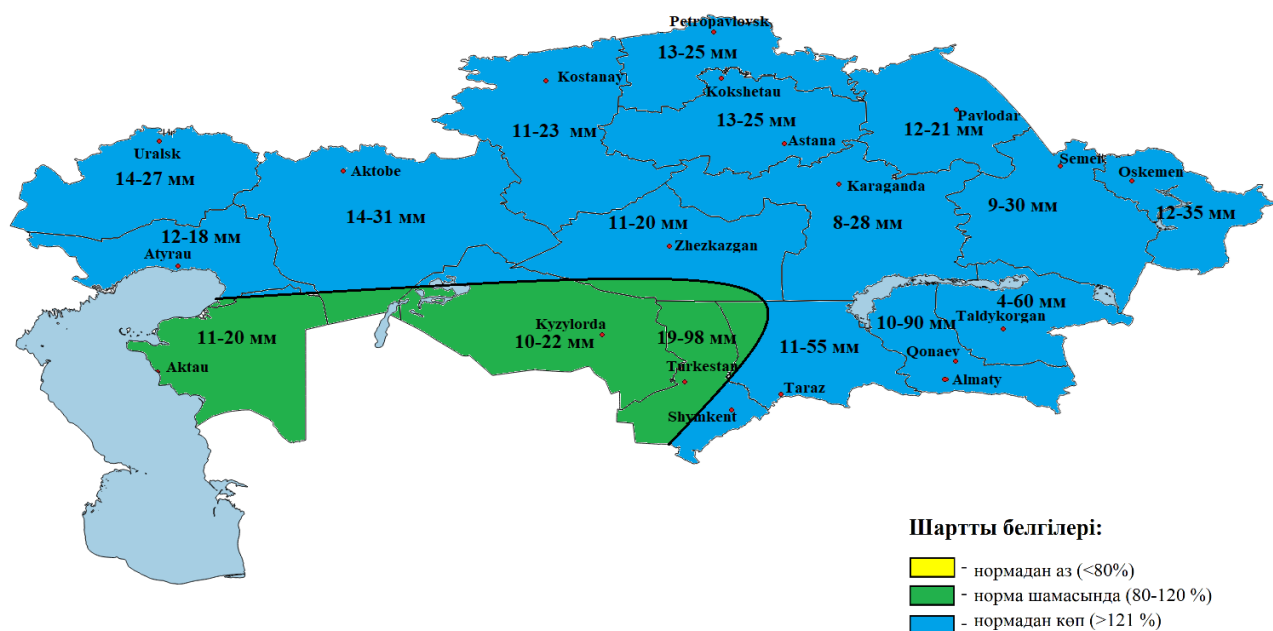 Petropavlovsk
13-25 мм
Kostanay
Kokshetau
11-23 мм
13-25 мм
Astana
Pavlodar
12-21 мм
Uralsk
14-27 мм
Aktobe
14-31 мм
Semei
Oskemen
Karaganda
9-30 мм
12-35 мм
11-20 мм
8-28 мм
12-18 мм
Zhezkazgan
Atyrau
4-60 мм
Taldykorgan
10-90 мм
Kyzylorda
10-22 мм
19-98 мм
11-55 мм
11-20 мм
Qonaev
Aktau
Turkestan
Almaty
Taraz
Shymkent
Шартты белгілері:
- нормадан аз (<80%)
- норма шамасында (80-120 %)
- нормадан көп (>121 %)